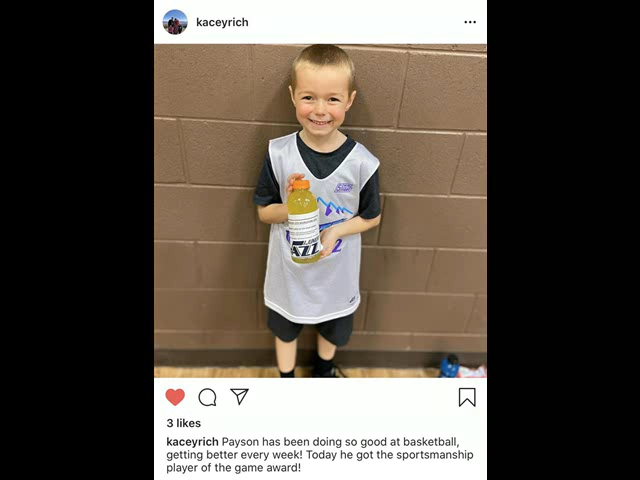 kaceyrich
JAZZ
3 likes
kaceyrich Payson has been doing so good at basketball,
getting better every week! Today he got the sportsmanship
player of the game award!